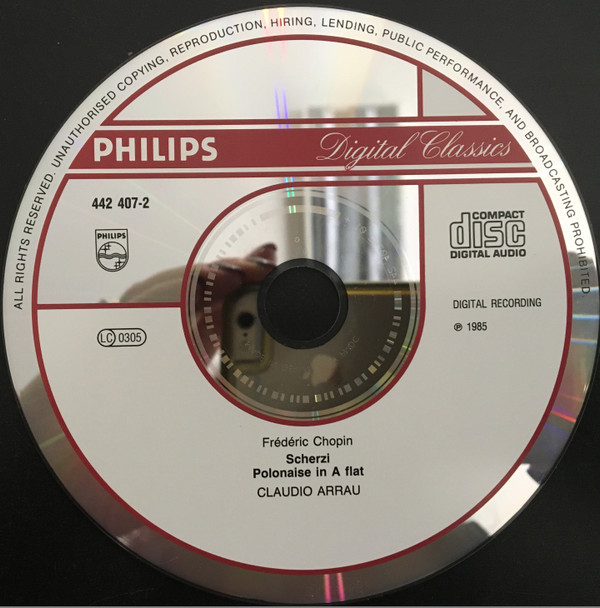 ALL RIGHTS RESERVED. UNAUTHORISED COPYING, REPRODUCTION, HIRING, LENDING, PUBLIC PERFORMANCE, AND BROADCASTING PROHIBITED.
PHILIPS Digital Classics
442 407-2
PHILIPS
COMPACT
disc
DIGITAL AUDIO
DIGITAL RECORDING
℗ 1985
LC 0305
Frédéric Chopin
Scherzi
Polonaise in A flat
CLAUDIO ARRAU